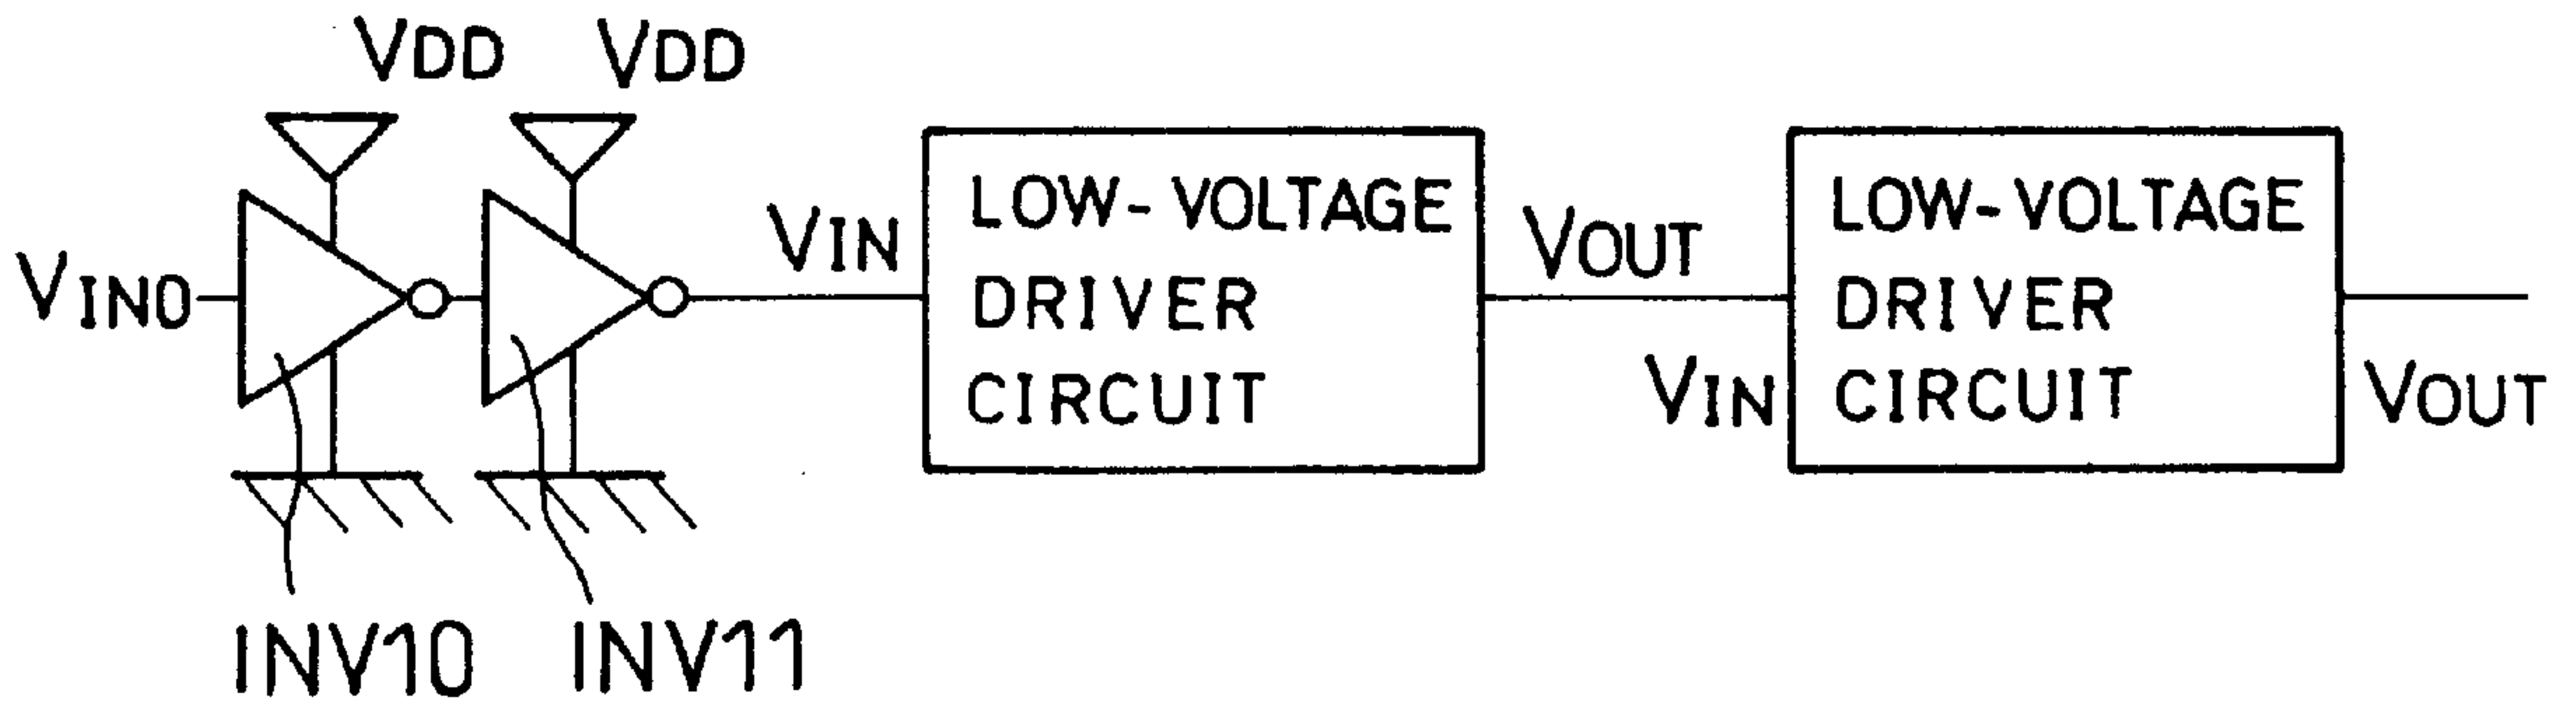 VDD VDD
VIN0
VIN
LOW-VOLTAGE
DRIVER
CIRCUIT
VOUT
VIN
LOW-VOLTAGE
DRIVER
CIRCUIT
VOUT
INV10 INV11